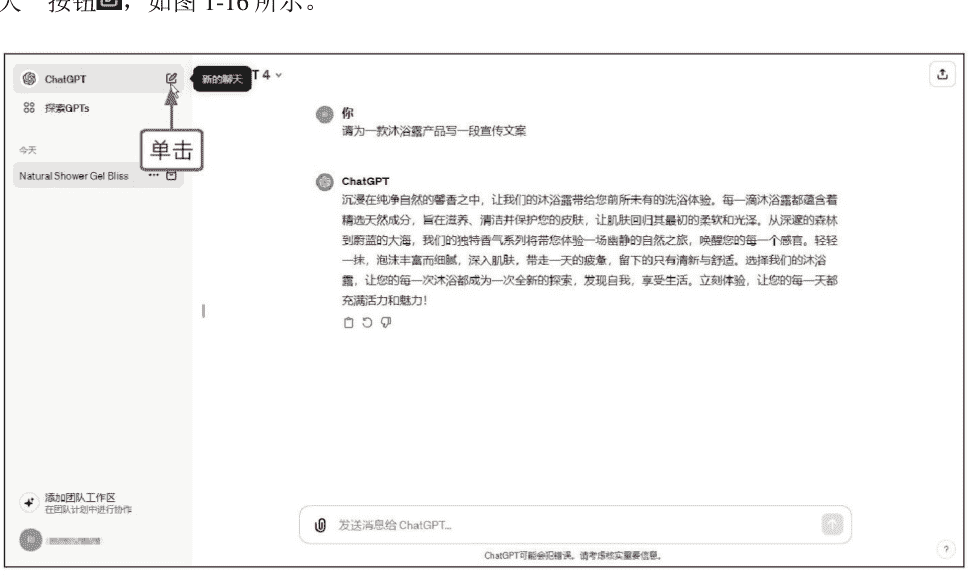 按钮，如图 1-16 所示。
ChatGPT
新的聊天
T 4
探索GPTs
单击
今天
Natural Shower Gel Bliss
你
请为一款沐浴露产品写一段宣传文案
ChatGPT
沉浸在纯净自然的馨香之中，让我们的沐浴露带给您前所未有的洗浴体验。每一滴沐浴露都蕴含着
精选天然成分，旨在滋养、清洁并保护您的皮肤，让肌肤回归其最初的柔软和光泽。从深邃的森林
到蔚蓝的大海，我们的独特香气系列将带您体验一场幽静的自然之旅，唤醒您的每一个感官。轻轻
一抹，泡沫丰富而细腻，深入肌肤，带走一天的疲惫，留下的只有清新与舒适。选择我们的沐浴
露，让您的每一次沐浴都成为一次全新的探索，发现自我，享受生活。立刻体验，让您的每一天都
充满活力和魅力！
添加团队工作区
在团队计划中进行协作
发送消息给 ChatGPT...
ChatGPT可能会犯错误。请考虑核实重要信息。
?